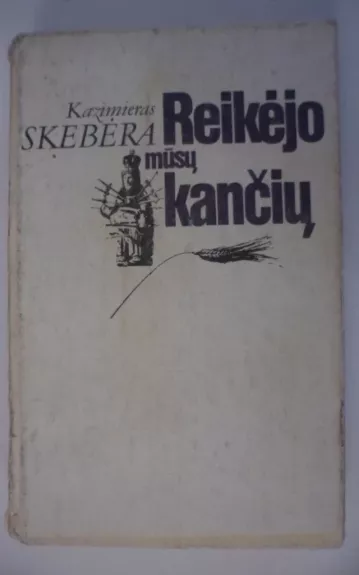 Kazimieras
SKEBĖRA
Reikėjo
mūsų
kančių